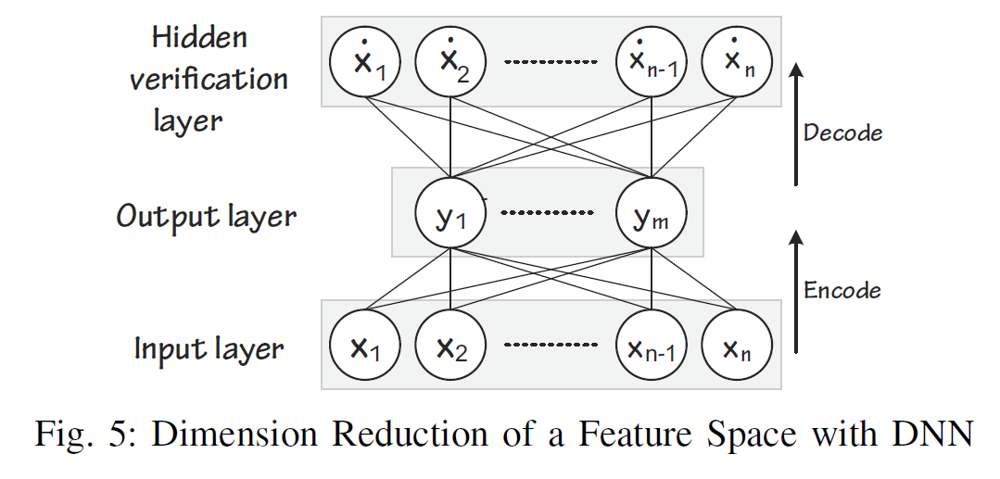 Hidden
verification
layer
ẋ1 ẋ2 ẋn-1 ẋn
Decode
Output layer
y1 ym
Encode
Input layer
x1 x2 xn-1 xn
Fig. 5: Dimension Reduction of a Feature Space with DNN